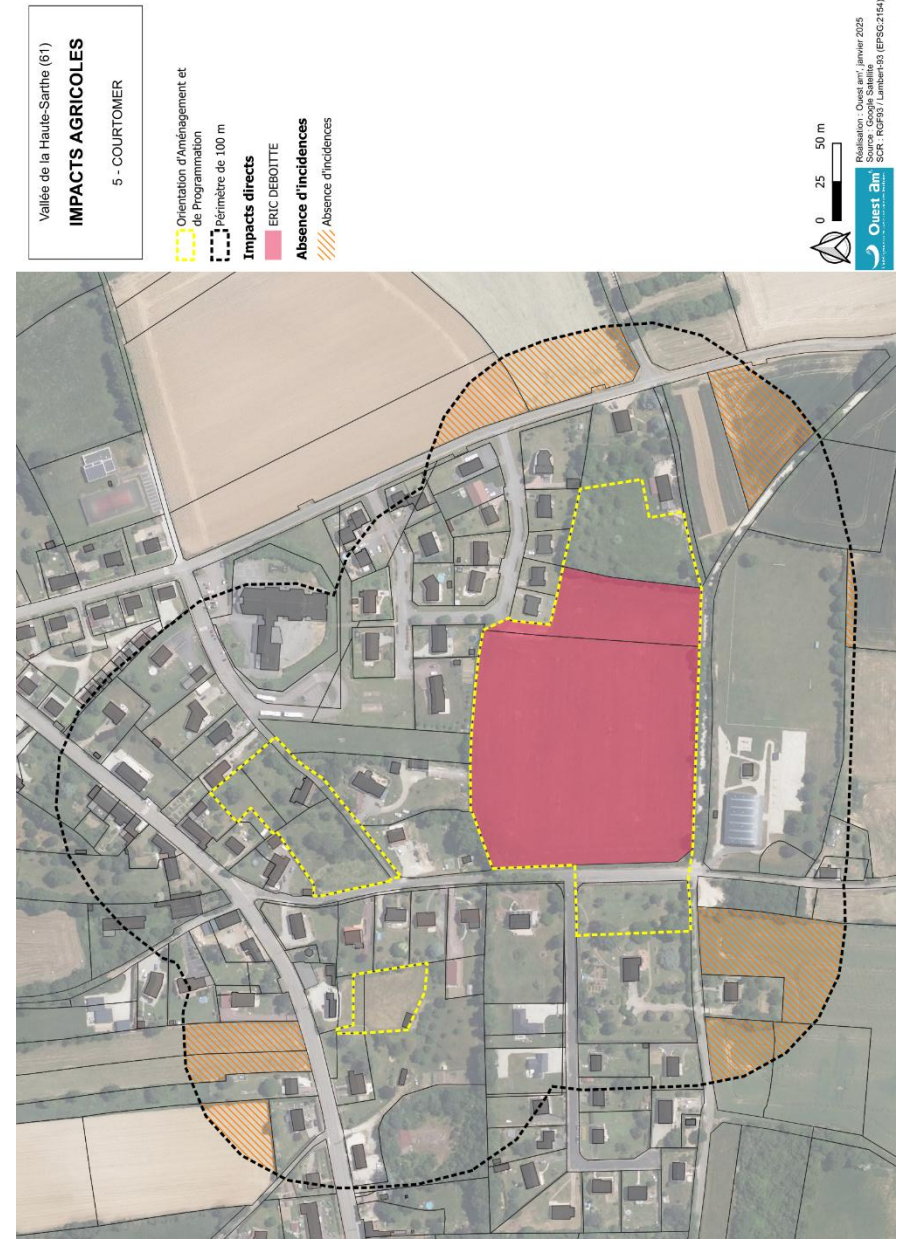 Vallée de la Haute-Sarthe (61)
IMPACTS AGRICOLES
5 - COURTOMER
Orientation d'Aménagement et
de Programmation
Périmètre de 100 m
Impacts directs
ERIC DEBOITTE
Absence d'incidences
Absence d'incidences
0 25 50 m
Ouest am'
Réalisation : Ouest am', janvier 2025
Source : Google Satellite
SCR : RGF93 / Lambert-93 (EPSG:2154)